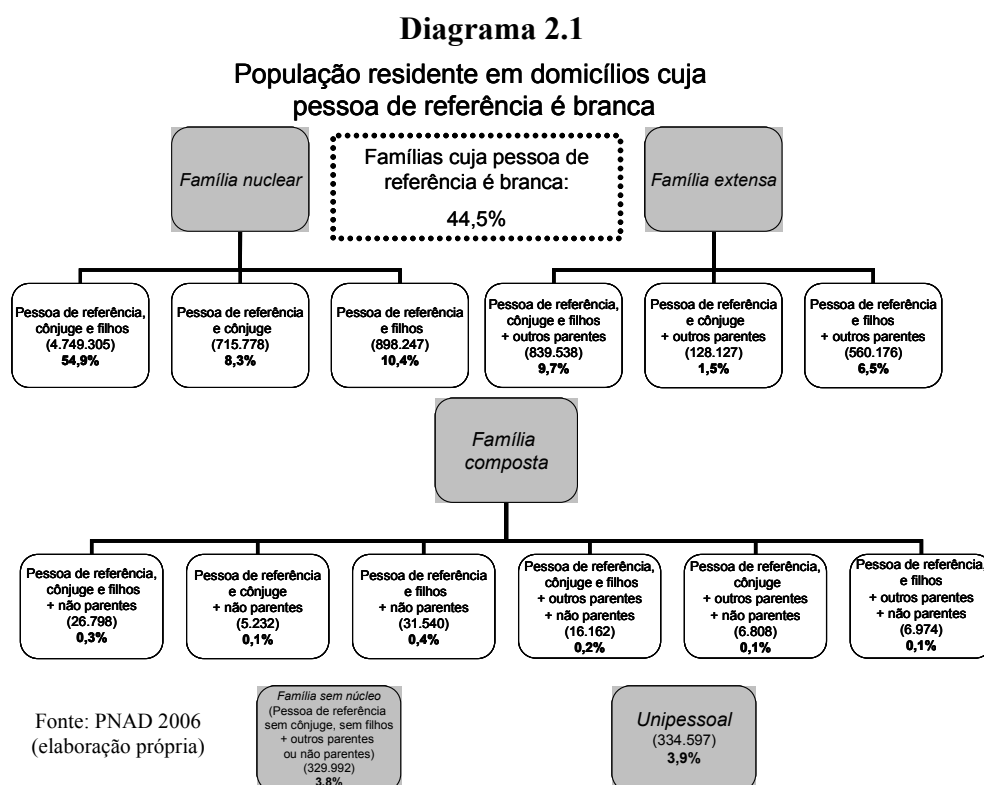 Diagrama 2.1
População residente em domicílios cuja
pessoa de referência é branca
Família nuclear
Famílias cuja pessoa de
referência é branca:
44,5%
Família extensa
Pessoa de referência,
cônjuge e filhos
(4.749.305)
54,9%
Pessoa de referência
e cônjuge
(715.778)
8,3%
Pessoa de referência
e filhos
(898.247)
10,4%
Pessoa de referência,
cônjuge e filhos
+ outros parentes
(839.538)
9,7%
Pessoa de referência
e cônjuge
+ outros parentes
(128.127)
1,5%
Pessoa de referência
e filhos
+ outros parentes
(560.176)
6,5%
Família
composta
Pessoa de referência,
cônjuge e filhos
+ não parentes
(26.798)
0,3%
Pessoa de referência
e cônjuge
+ não parentes
(5.232)
0,1%
Pessoa de referência
e filhos
+ não parentes
(31.540)
0,4%
Pessoa de referência,
cônjuge e filhos
+ outros parentes
+ não parentes
(16.162)
0,2%
Pessoa de referência,
cônjuge
+ outros parentes
+ não parentes
(6.808)
0,1%
Pessoa de referência,
e filhos
+ outros parentes
+ não parentes
(6.974)
0,1%
Fonte: PNAD 2006
(elaboração própria)
Família sem núcleo
(Pessoa de referência
sem cônjuge, sem filhos
+ outros parentes
ou não parentes)
(329.992)
3,8%
Unipessoal
(334.597)
3,9%